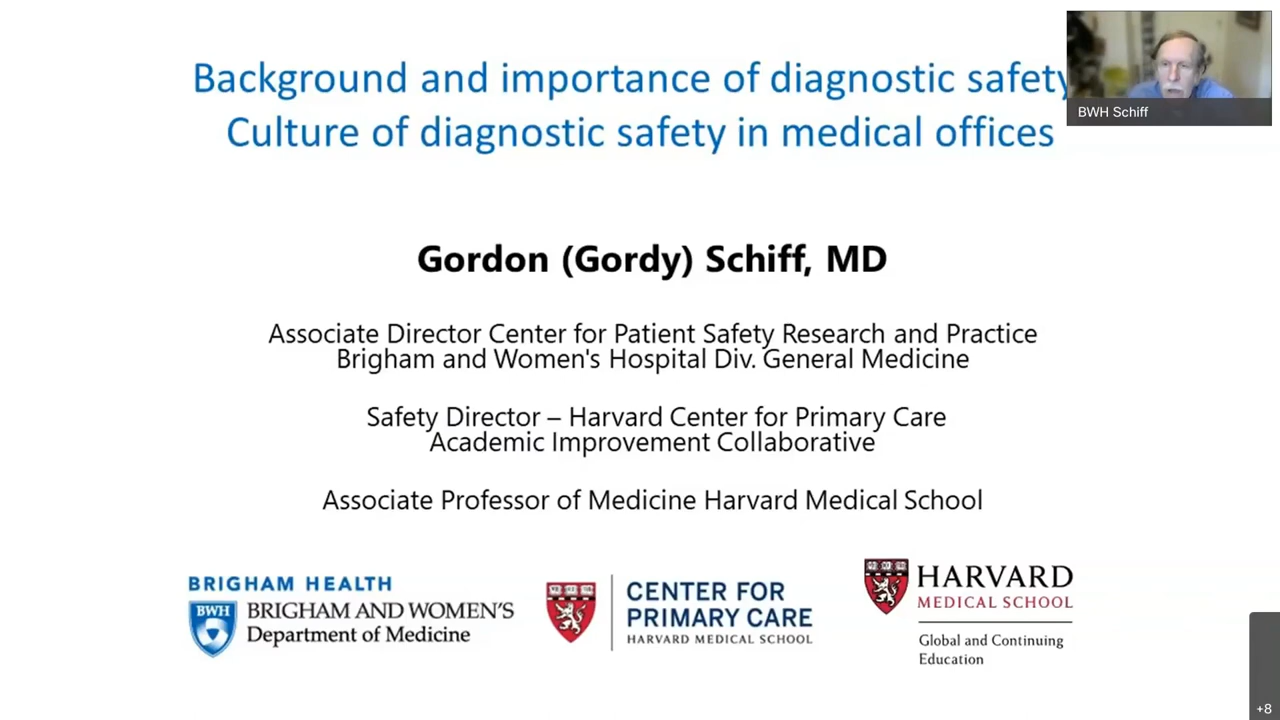 Background and importance of diagnostic safety
Culture of diagnostic safety in medical offices
BWH Schiff
Gordon (Gordy) Schiff, MD
Associate Director Center for Patient Safety Research and Practice
Brigham and Women's Hospital Div. General Medicine
Safety Director – Harvard Center for Primary Care
Academic Improvement Collaborative
Associate Professor of Medicine Harvard Medical School
BRIGHAM HEALTH
BWH
BRIGHAM AND WOMEN'S
Department of Medicine
CENTER FOR
PRIMARY CARE
HARVARD MEDICAL SCHOOL
HARVARD
MEDICAL SCHOOL
Global and Continuing
Education
+8